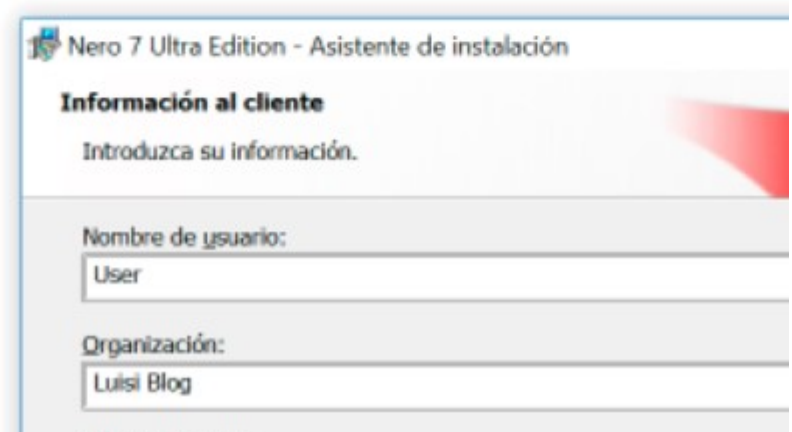 Nero 7 Ultra Edition - Asistente de instalación
Información al cliente
Introduzca su información.
Nombre de usuario:
User
Organización:
Luisi Blog